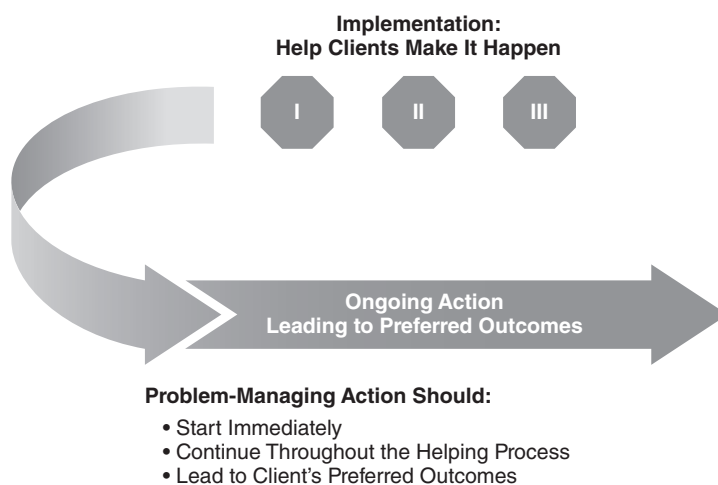 Implementation:
Help Clients Make It Happen
I II III
Ongoing Action
Leading to Preferred Outcomes
Problem-Managing Action Should:
• Start Immediately
• Continue Throughout the Helping Process
• Lead to Client's Preferred Outcomes